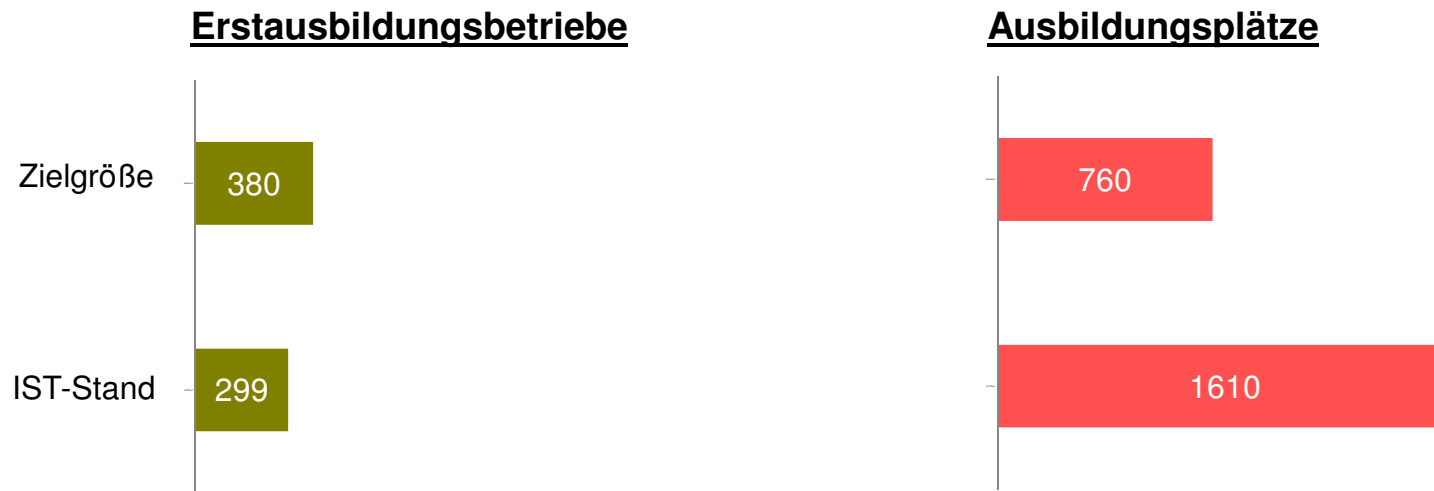 Erstausbildungsbetriebe
Ausbildungsplätze
Zielgröße
380
760
IST-Stand
299
1610